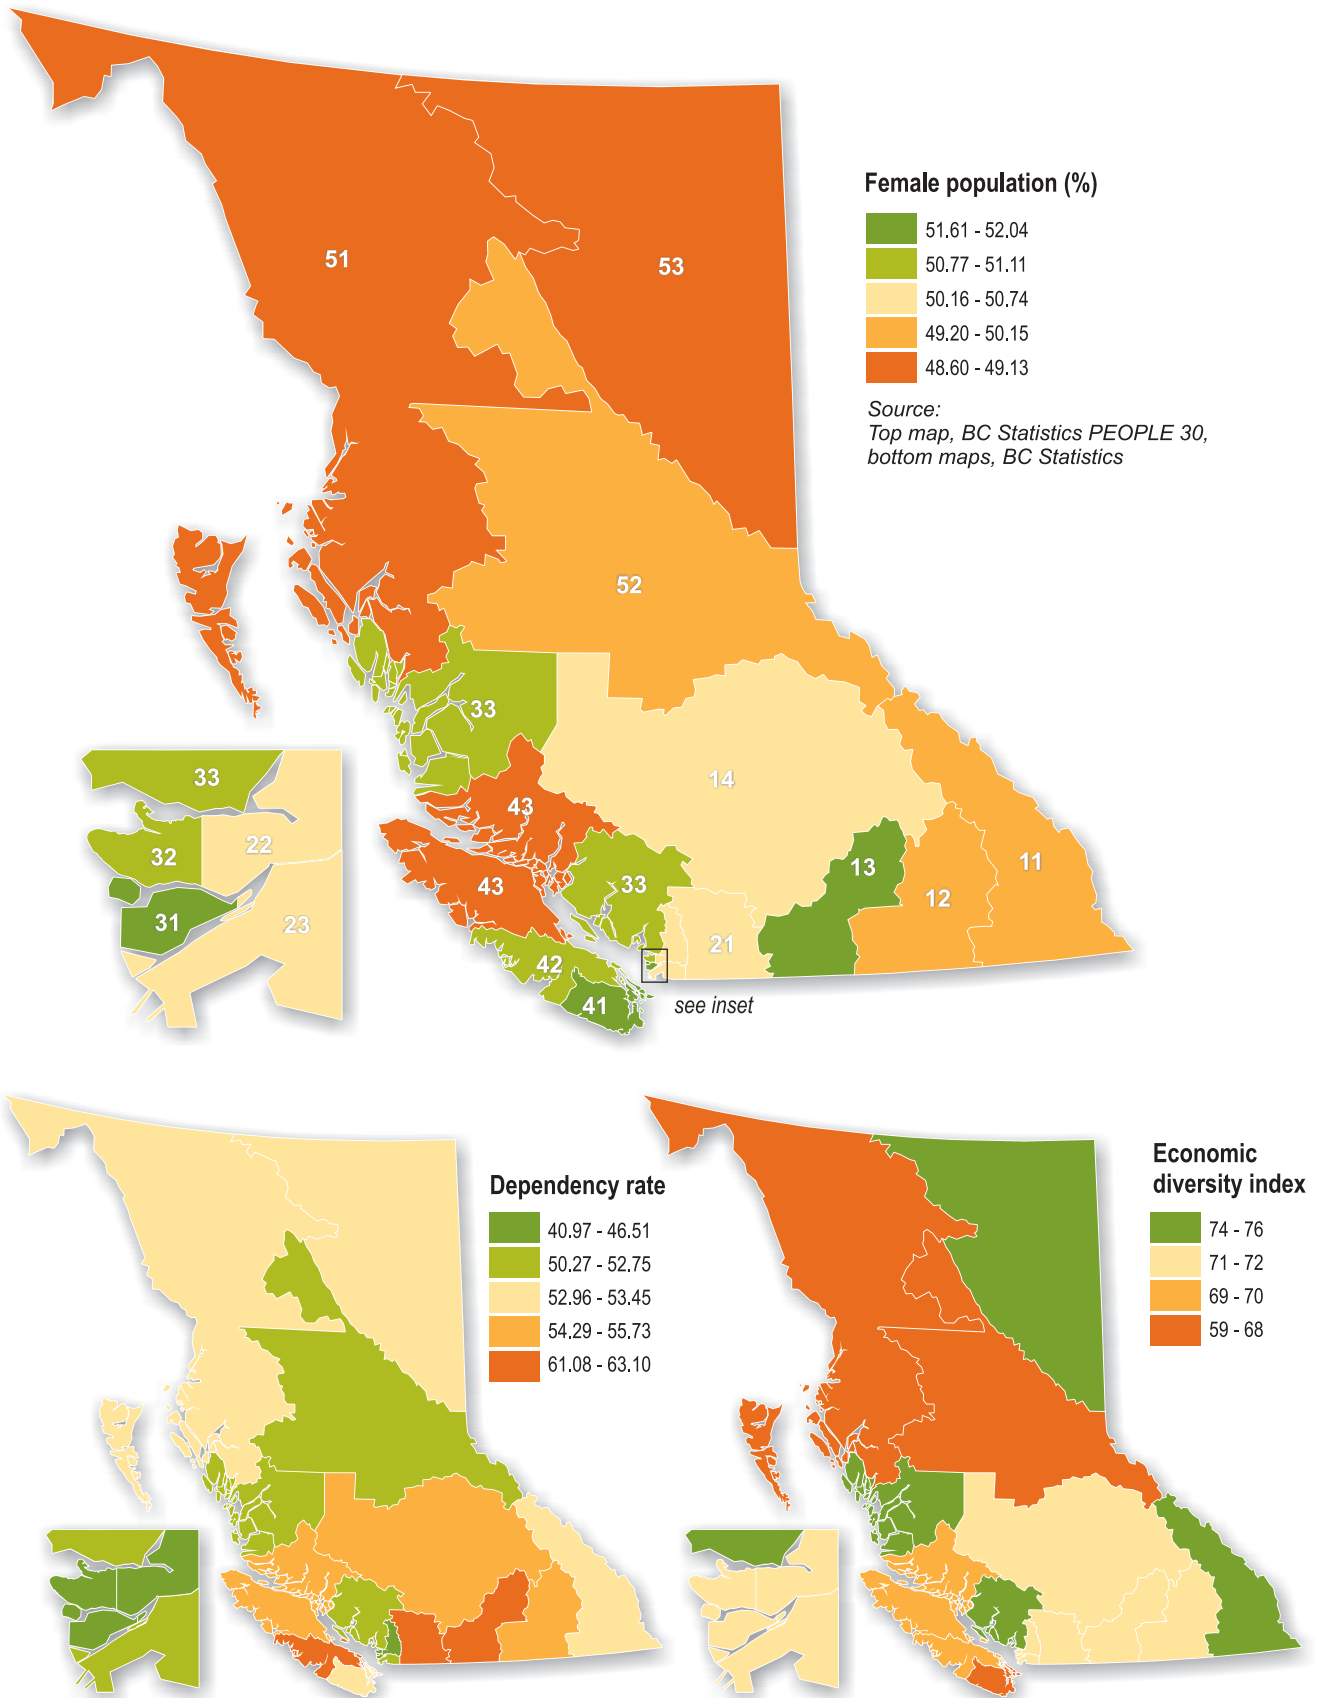 51
53
Female population (%)
51.61 - 52.04
50.77 - 51.11
50.16 - 50.74
49.20 - 50.15
48.60 - 49.13
Source:
Top map, BC Statistics PEOPLE 30,
bottom maps, BC Statistics
52
33
14
43
33
32
22
31
23
43
33
13
12
11
42
21
41
see inset
Dependency rate
40.97 - 46.51
50.27 - 52.75
52.96 - 53.45
54.29 - 55.73
61.08 - 63.10
Economic
diversity index
74 - 76
71 - 72
69 - 70
59 - 68